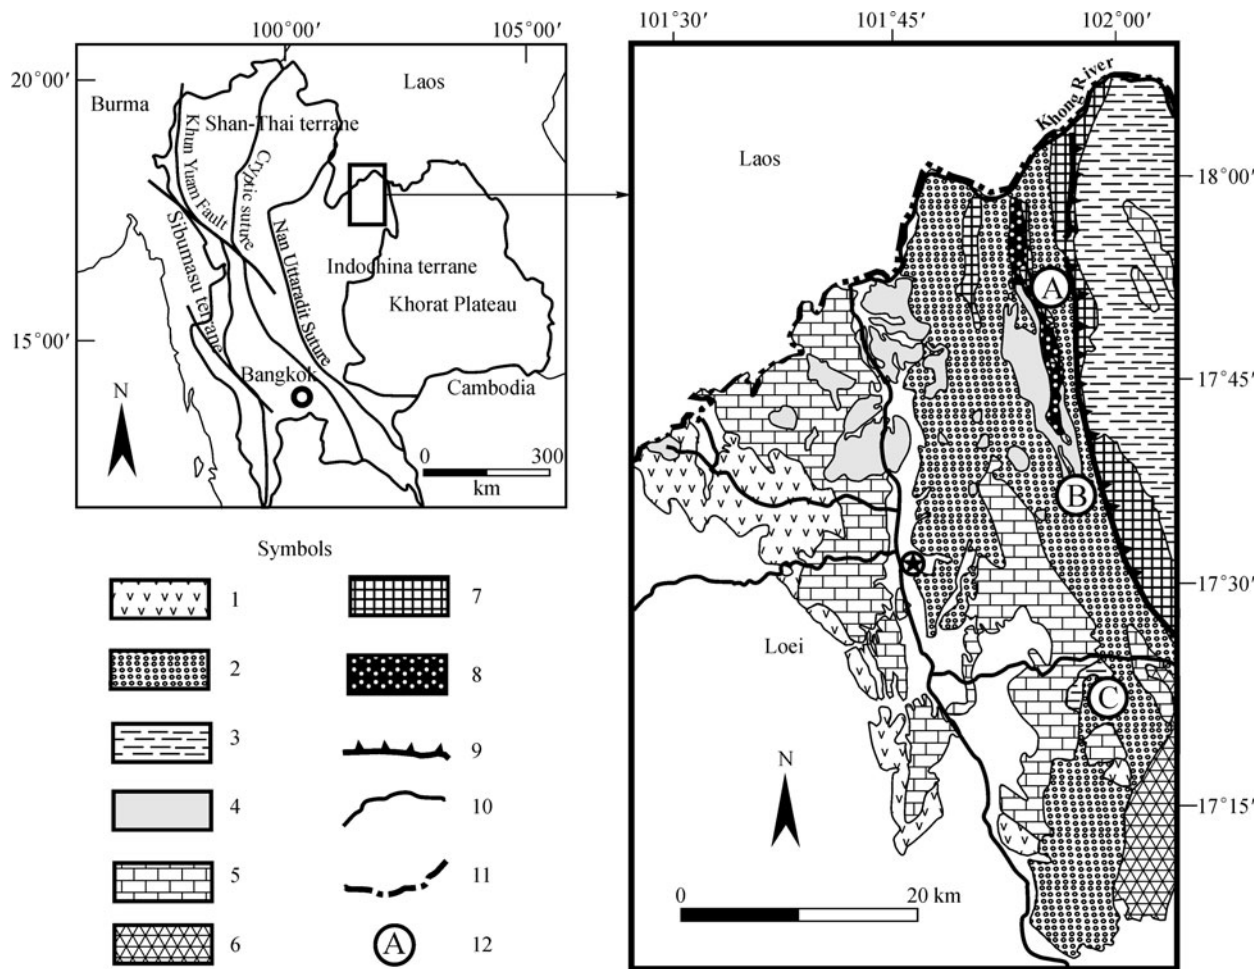 100°00′
105°00′
20°00′
15°00′
Burma
Laos
Shan-Thai terrane
Khun Yuam Fault
Cryptic suture
Sibumasu terrane
Nan Uttaradit Suture
Indochina terrane
Khorat Plateau
Bangkok
Cambodia
N
0
300
km
Symbols
1
2
3
4
5
6
7
8
9
10
11
A
12
101°30′
101°45′
102°00′
Khong River
Laos
18°00′
A
17°45′
B
17°30′
Loei
C
N
17°15′
0
20 km